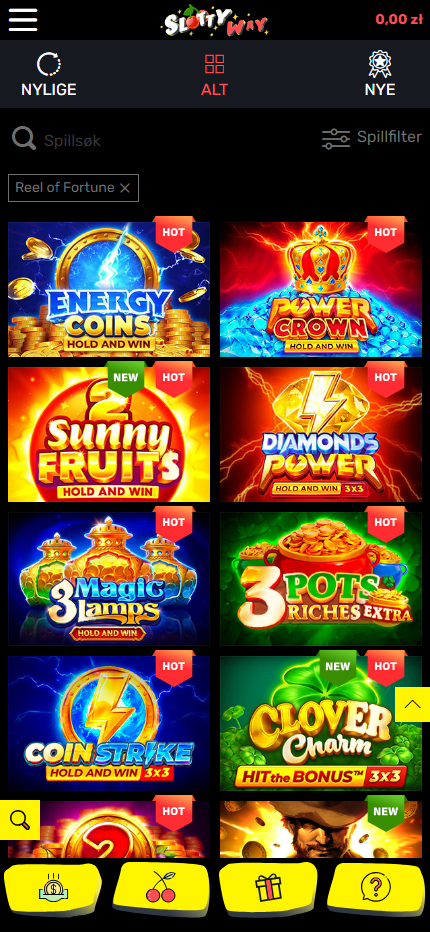 SLOTTY WAY
0,00 zł
NYLIGE
ALT
NYE
Spillsøk
Spillfilter
Reel of Fortune
HOT
HOT
ENERGY
COINS
HOLD AND WIN
POWER
CROWN
HOLD AND WIN
NEW
HOT
HOT
2
Sunny
FRUITS
HOLD AND WIN
DIAMONDS
POWER
HOLD AND WIN 3X3
HOT
HOT
3 Magic
Lamps
HOLD AND WIN
3 POTS
RICHES EXTRA
HOT
NEW
HOT
COIN STRIKE
HOLD AND WIN 3X3
CLOVER
Charm
HIT the BONUS™ 3X3
HOT
NEW
2